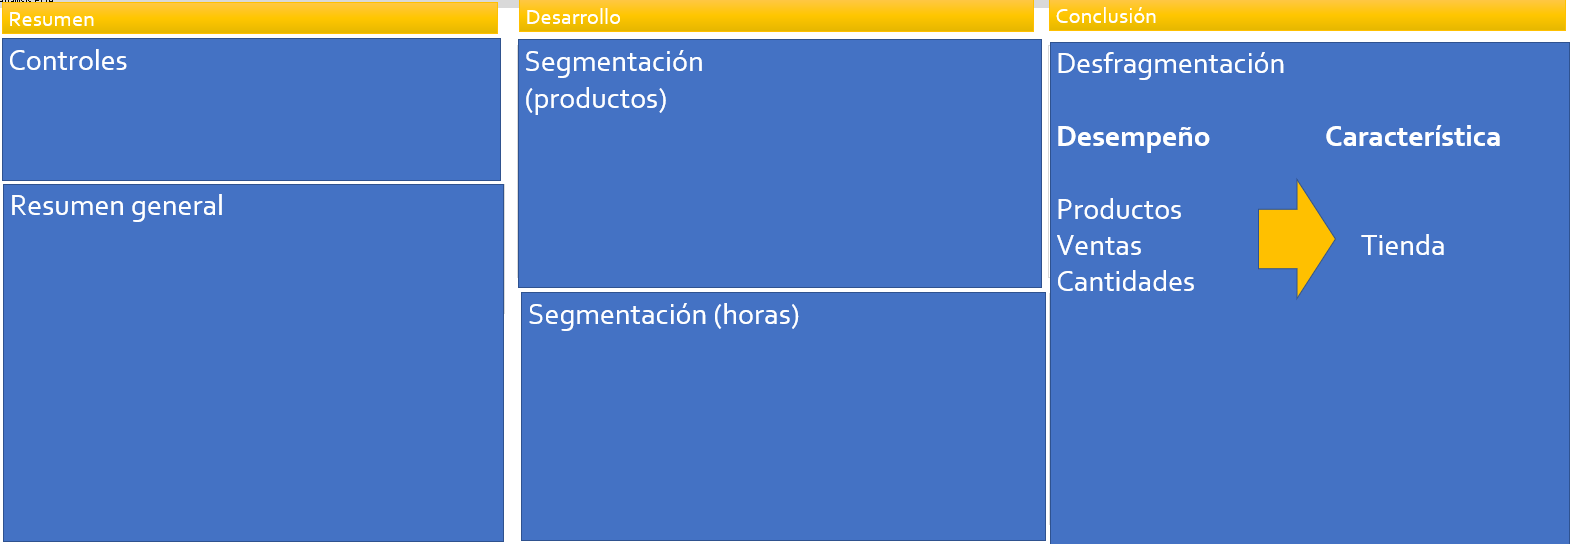 Resumen
Controles
Resumen general
Desarrollo
Segmentación
(productos)
Segmentación (horas)
Conclusión
Desfragmentación
Desempeño Característica
Productos
Ventas Tienda
Cantidades